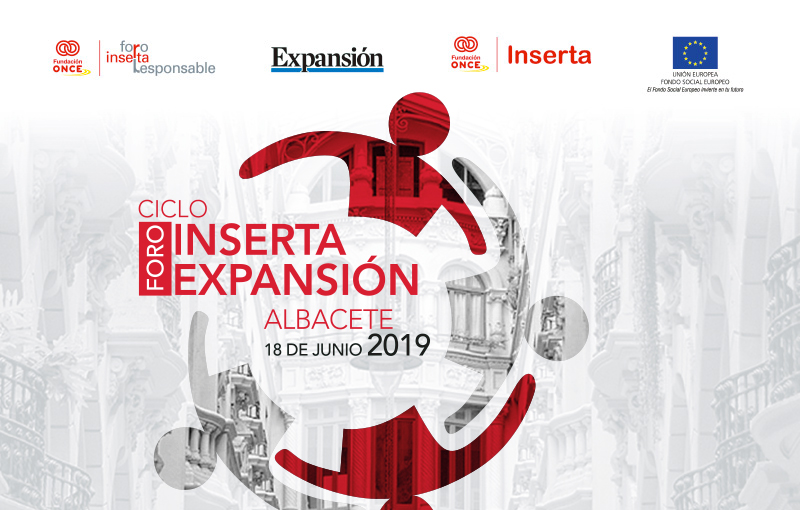 Fundación
ONCE
foro
inserta
responsable
Expansión
Fundación
ONCE
Inserta
UNIÓN EUROPEA
FONDO SOCIAL EUROPEO
El Fondo Social Europeo invierte en tu futuro
CICLO
FORO
INSERTA
EXPANSIÓN
ALBACETE
18 DE JUNIO 2019